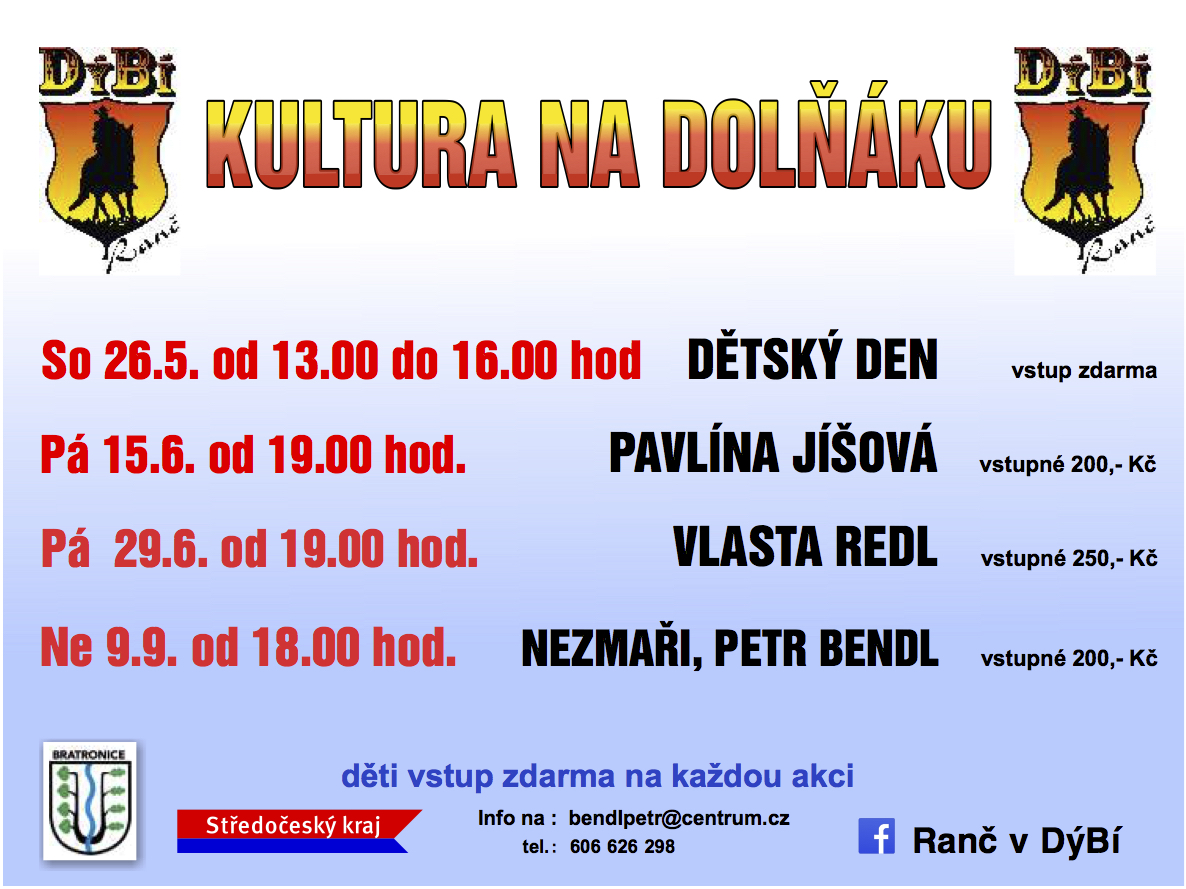 DýBí
Ranč
KULTURA NA DOLŇÁKU
DýBí
Ranč
So 26.5. od 13.00 do 16.00 hod DĚTSKÝ DEN vstup zdarma
Pá 15.6. od 19.00 hod. PAVLÍNA JÍŠOVÁ vstupné 200,- Kč
Pá 29.6. od 19.00 hod. VLASTA REDL vstupné 250,- Kč
Ne 9.9. od 18.00 hod. NEZMAŘI, PETR BENDL vstupné 200,- Kč
BRATRONICE
děti vstup zdarma na každou akci
Středočeský kraj
Info na : bendlpetr@centrum.cz
tel.: 606 626 298
f Ranč v DýBí